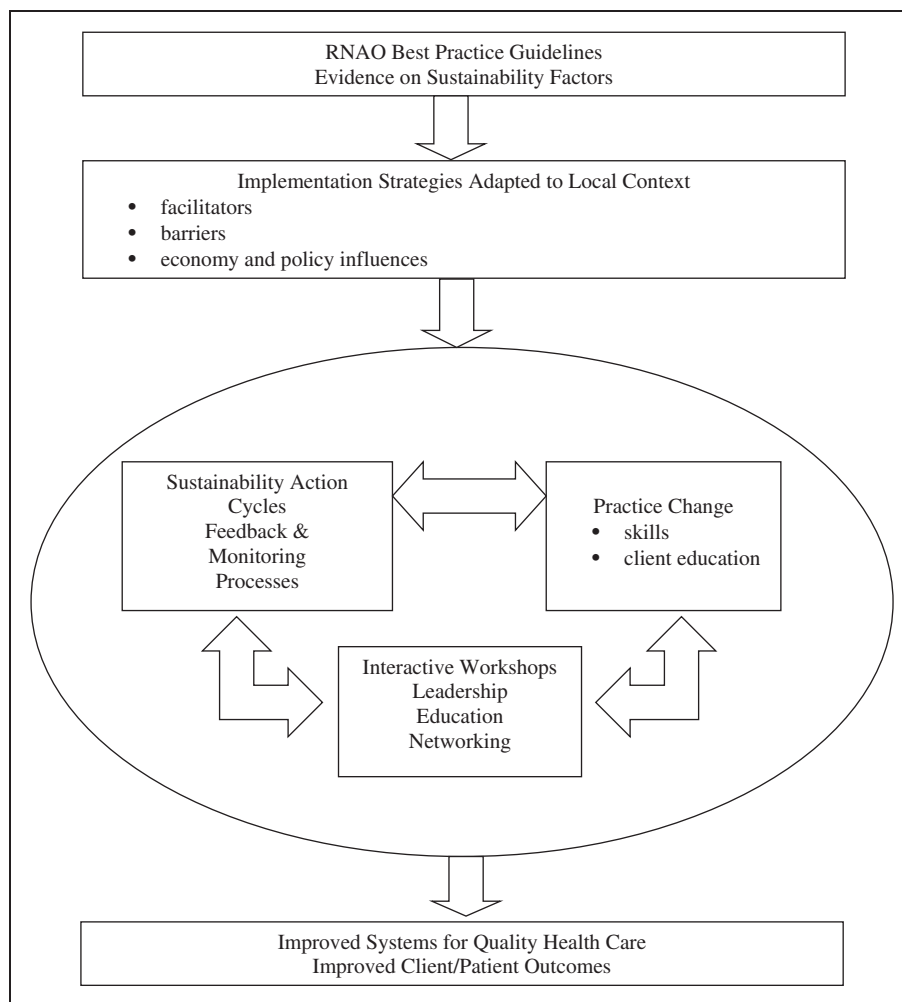 RNAO Best Practice Guidelines
Evidence on Sustainability Factors
Implementation Strategies Adapted to Local Context
• facilitators
• barriers
• economy and policy influences
Sustainability Action
Cycles
Feedback &
Monitoring
Processes
Practice Change
• skills
• client education
Interactive Workshops
Leadership
Education
Networking
Improved Systems for Quality Health Care
Improved Client/Patient Outcomes